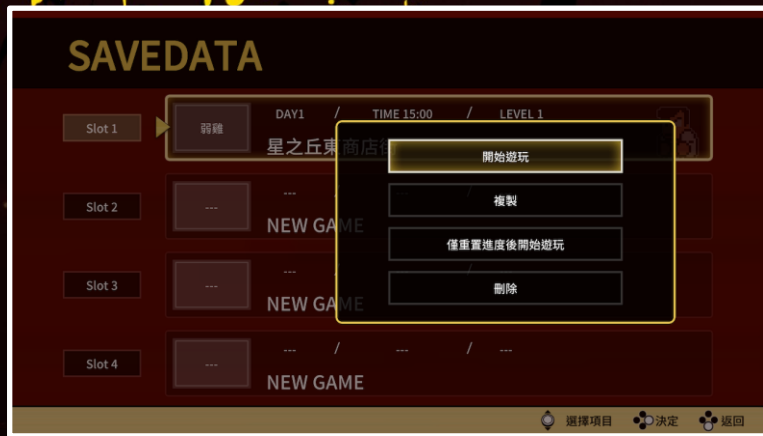 SAVEDATA
Slot 1
弱雞
DAY1 / TIME 15:00 / LEVEL 1
星之丘東商店街
開始遊玩
複製
僅重置進度後開始遊玩
刪除
Slot 2
---
--- /
NEW GAME
Slot 3
---
--- /
NEW GAME
Slot 4
---
--- / --- / ---
NEW GAME
選擇項目 決定 返回